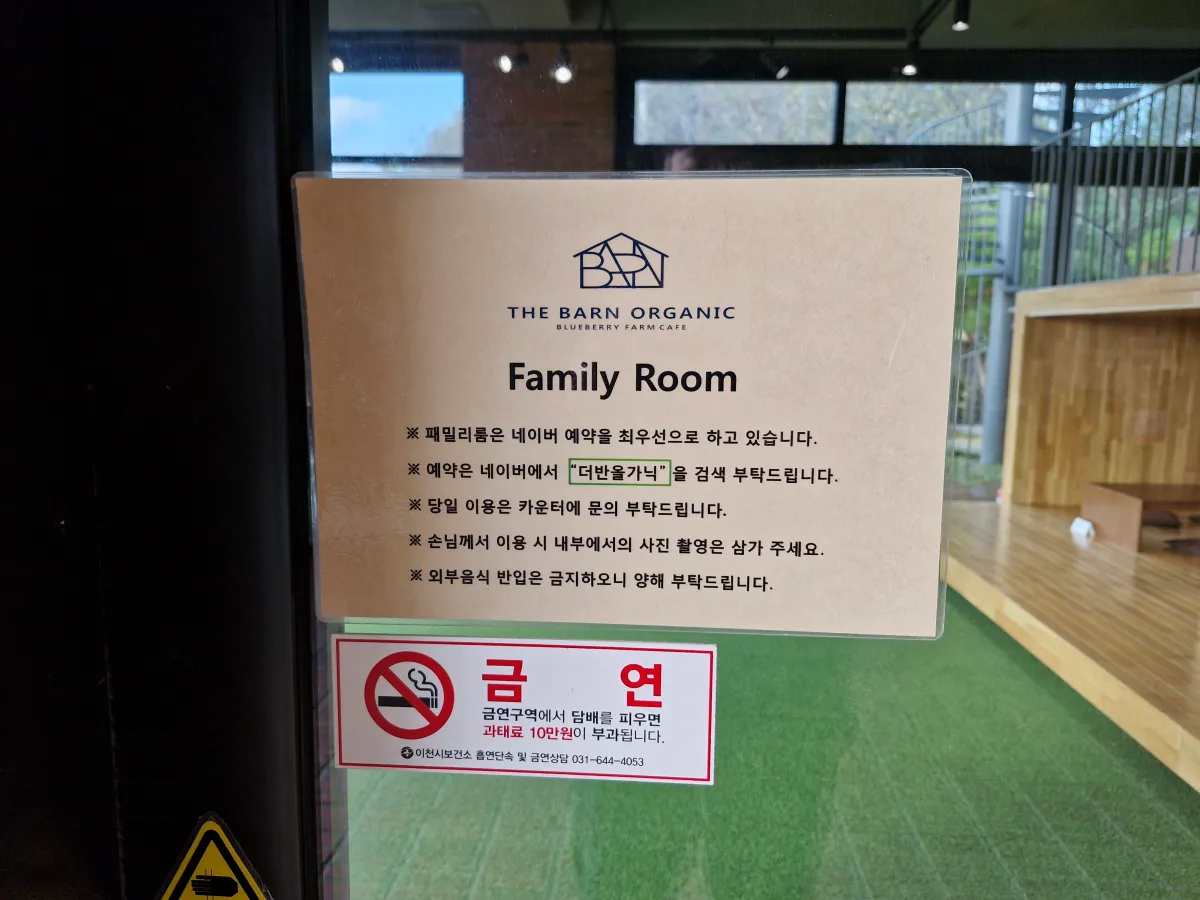 BARN
THE BARN ORGANIC
BLUEBERRY FARM CAFE
Family Room
※ 패밀리룸은 네이버 예약을 최우선으로 하고 있습니다.
※ 예약은 네이버에서 “더반올가닉” 을 검색 부탁드립니다.
※ 당일 이용은 카운터에 문의 부탁드립니다.
※ 손님께서 이용 시 내부에서의 사진 촬영은 삼가 주세요.
※ 외부음식 반입은 금지하오니 양해 부탁드립니다.
금 연
금연구역에서 담배를 피우면
과태료 10만원이 부과됩니다.
이천시보건소 흡연단속 및 금연상담 031-644-4053